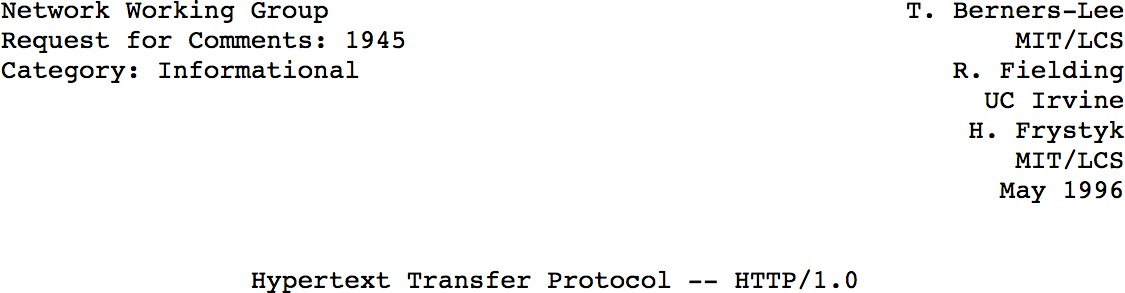 Network Working Group T. Berners-Lee
Request for Comments: 1945 MIT/LCS
Category: Informational R. Fielding
UC Irvine
H. Frystyk
MIT/LCS
May 1996
Hypertext Transfer Protocol -- HTTP/1.0